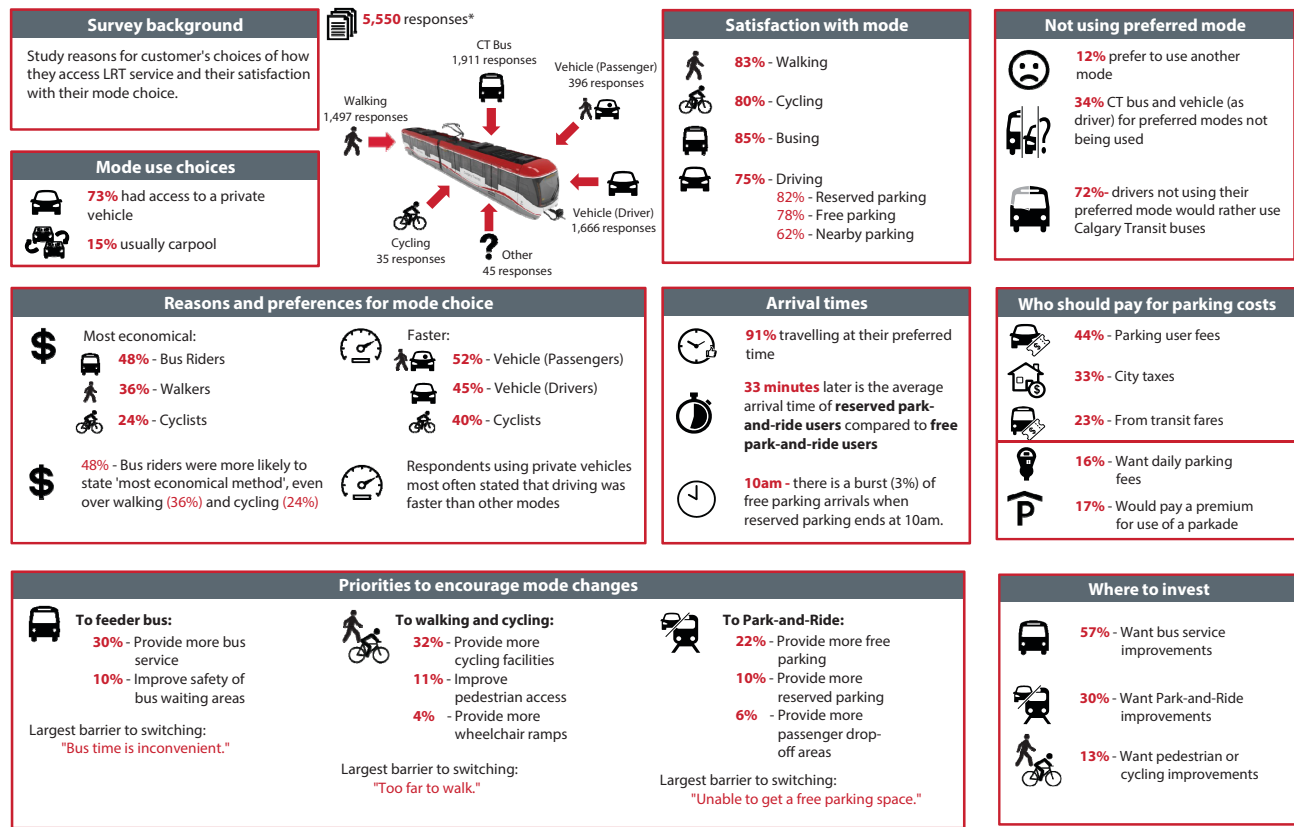 Survey background
Study reasons for customer's choices of how
they access LRT service and their satisfaction
with their mode choice.
5,550 responses*
CT Bus
1,911 responses
Vehicle (Passenger)
396 responses
Walking
1,497 responses
Vehicle (Driver)
1,666 responses
Cycling
35 responses
Other
45 responses
Mode use choices
73% had access to a private
vehicle
15% usually carpool
Satisfaction with mode
83% - Walking
80% - Cycling
85% - Busing
75% - Driving
82% - Reserved parking
78% - Free parking
62% - Nearby parking
Not using preferred mode
12% prefer to use another
mode
34% CT bus and vehicle (as
driver) for preferred modes not
being used
72%- drivers not using their
preferred mode would rather use
Calgary Transit buses
Reasons and preferences for mode choice
Most economical:
48% - Bus Riders
36% - Walkers
24% - Cyclists
48% - Bus riders were more likely to
state 'most economical method', even
over walking (36%) and cycling (24%)
Faster:
52% - Vehicle (Passengers)
45% - Vehicle (Drivers)
40% - Cyclists
Respondents using private vehicles
most often stated that driving was
faster than other modes
Arrival times
91% travelling at their preferred
time
33 minutes later is the average
arrival time of reserved park-
and-ride users compared to free
park-and-ride users
10am - there is a burst (3%) of
free parking arrivals when
reserved parking ends at 10am.
Who should pay for parking costs
44% - Parking user fees
33% - City taxes
23% - From transit fares
16% - Want daily parking
fees
17% - Would pay a premium
for use of a parkade
Priorities to encourage mode changes
To feeder bus:
30% - Provide more bus
service
10% - Improve safety of
bus waiting areas
Largest barrier to switching:
"Bus time is inconvenient."
To walking and cycling:
32% - Provide more
cycling facilities
11% - Improve
pedestrian access
4% - Provide more
wheelchair ramps
Largest barrier to switching:
"Too far to walk."
To Park-and-Ride:
22% - Provide more free
parking
10% - Provide more
reserved parking
6% - Provide more
passenger drop-
off areas
Largest barrier to switching:
"Unable to get a free parking space."
Where to invest
57% - Want bus service
improvements
30% - Want Park-and-Ride
improvements
13% - Want pedestrian or
cycling improvements